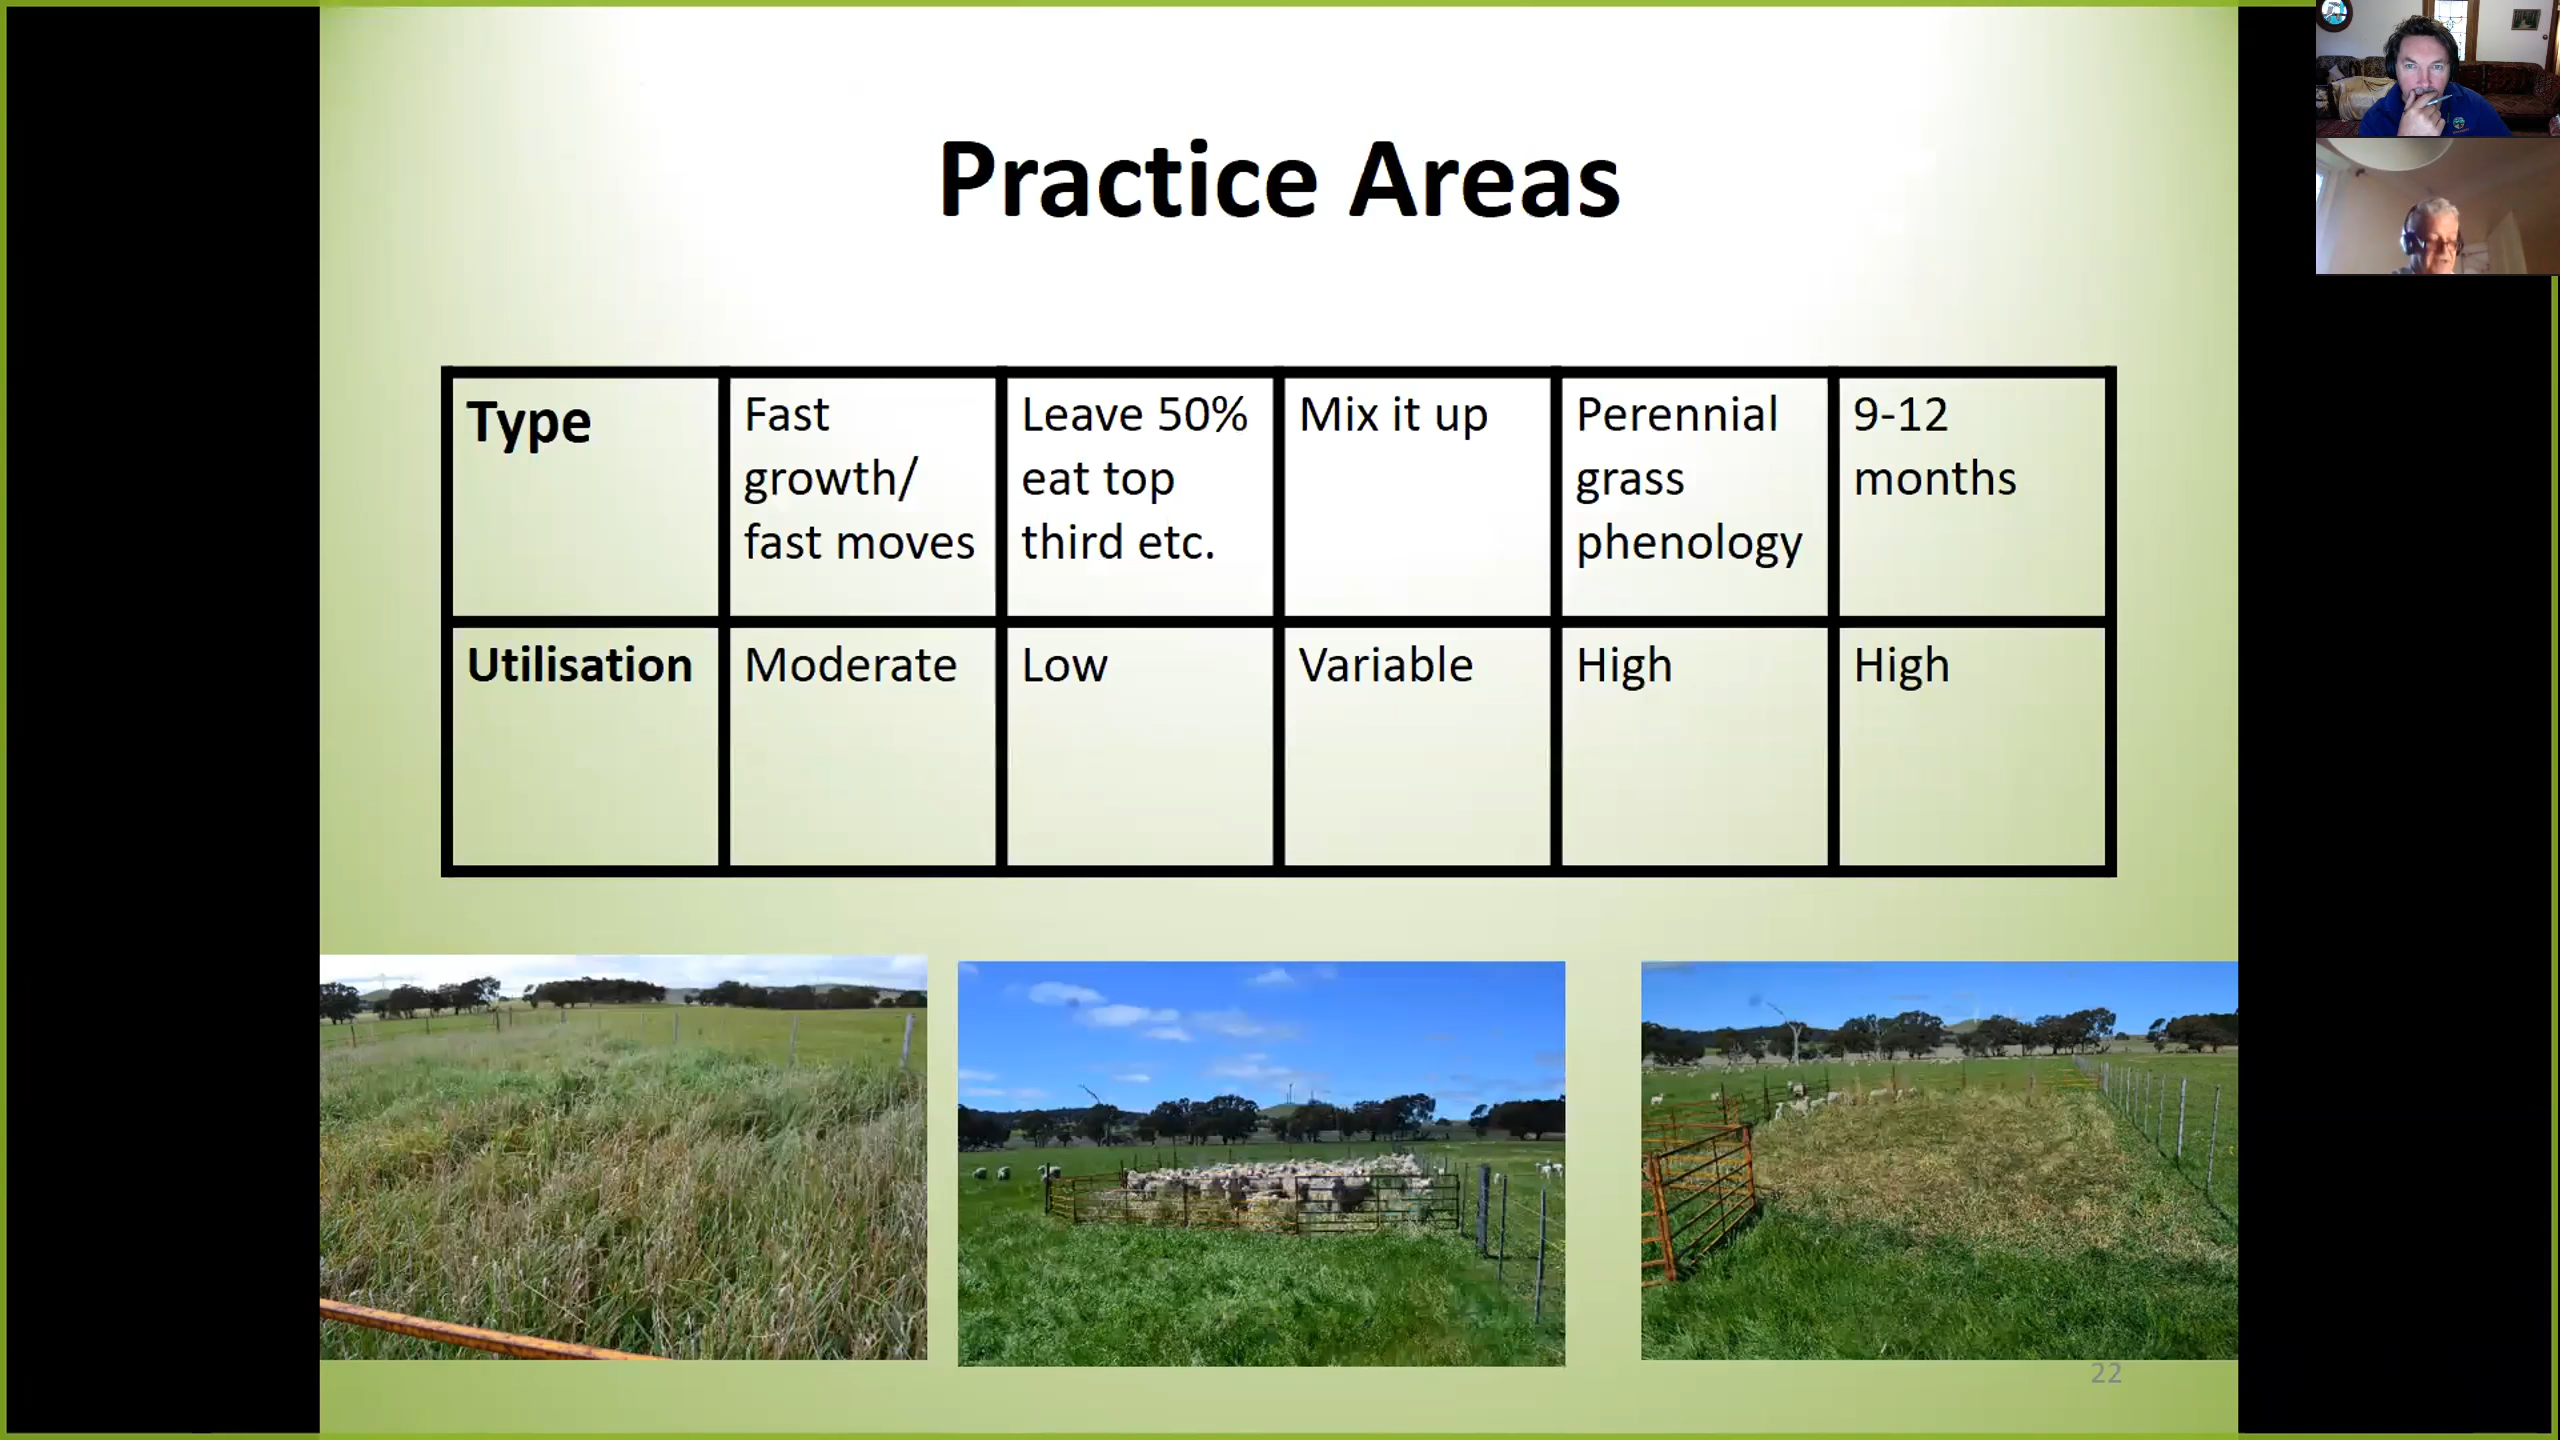 Practice Areas
Type
Fast
growth/
fast moves
Leave 50%
eat top
third etc.
Mix it up
Perennial
grass
phenology
9-12
months
Utilisation
Moderate
Low
Variable
High
High
22